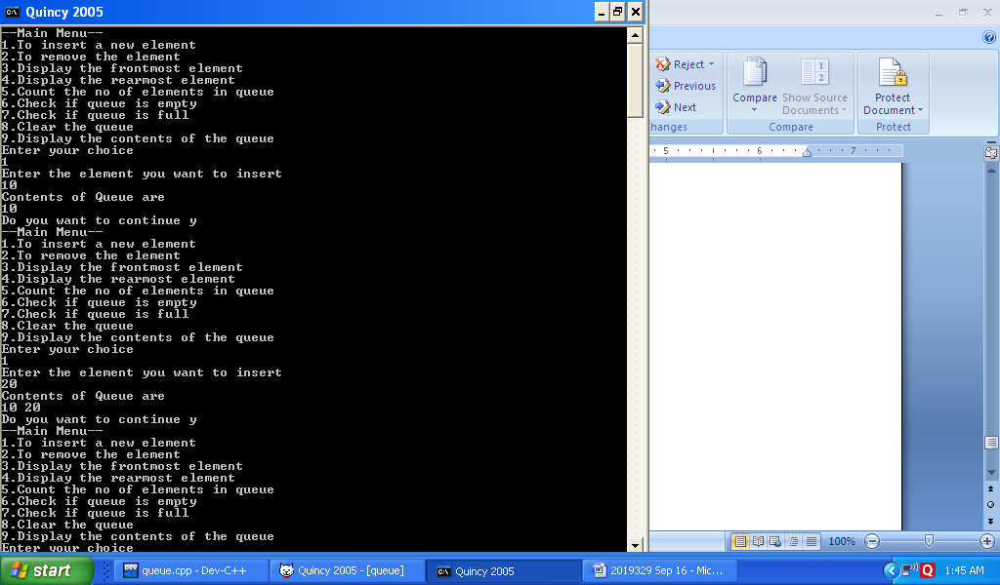 Quincy 2005
--Main Menu--
1.To insert a new element
2.To remove the element
3.Display the frontmost element
4.Display the rearmost element
5.Count the no of elements in queue
6.Check if queue is empty
7.Check if queue is full
8.Clear the queue
9.Display the contents of the queue
Enter your choice
1
Enter the element you want to insert
10
Contents of Queue are
10
Do you want to continue y
--Main Menu--
1.To insert a new element
2.To remove the element
3.Display the frontmost element
4.Display the rearmost element
5.Count the no of elements in queue
6.Check if queue is empty
7.Check if queue is full
8.Clear the queue
9.Display the contents of the queue
Enter your choice
1
Enter the element you want to insert
20
Contents of Queue are
10 20
Do you want to continue y
--Main Menu--
1.To insert a new element
2.To remove the element
3.Display the frontmost element
4.Display the rearmost element
5.Count the no of elements in queue
6.Check if queue is empty
7.Check if queue is full
8.Clear the queue
9.Display the contents of the queue
Enter your choice
Reject
Previous
Next
hanges
Compare
Show Source
Documents
Compare
Protect
Document
Protect
5 6 7
100%
start
queue.cpp - Dev-C++
Quincy 2005 - [queue]
Quincy 2005
2019329 Sep 16 - Mic...
1:45 AM